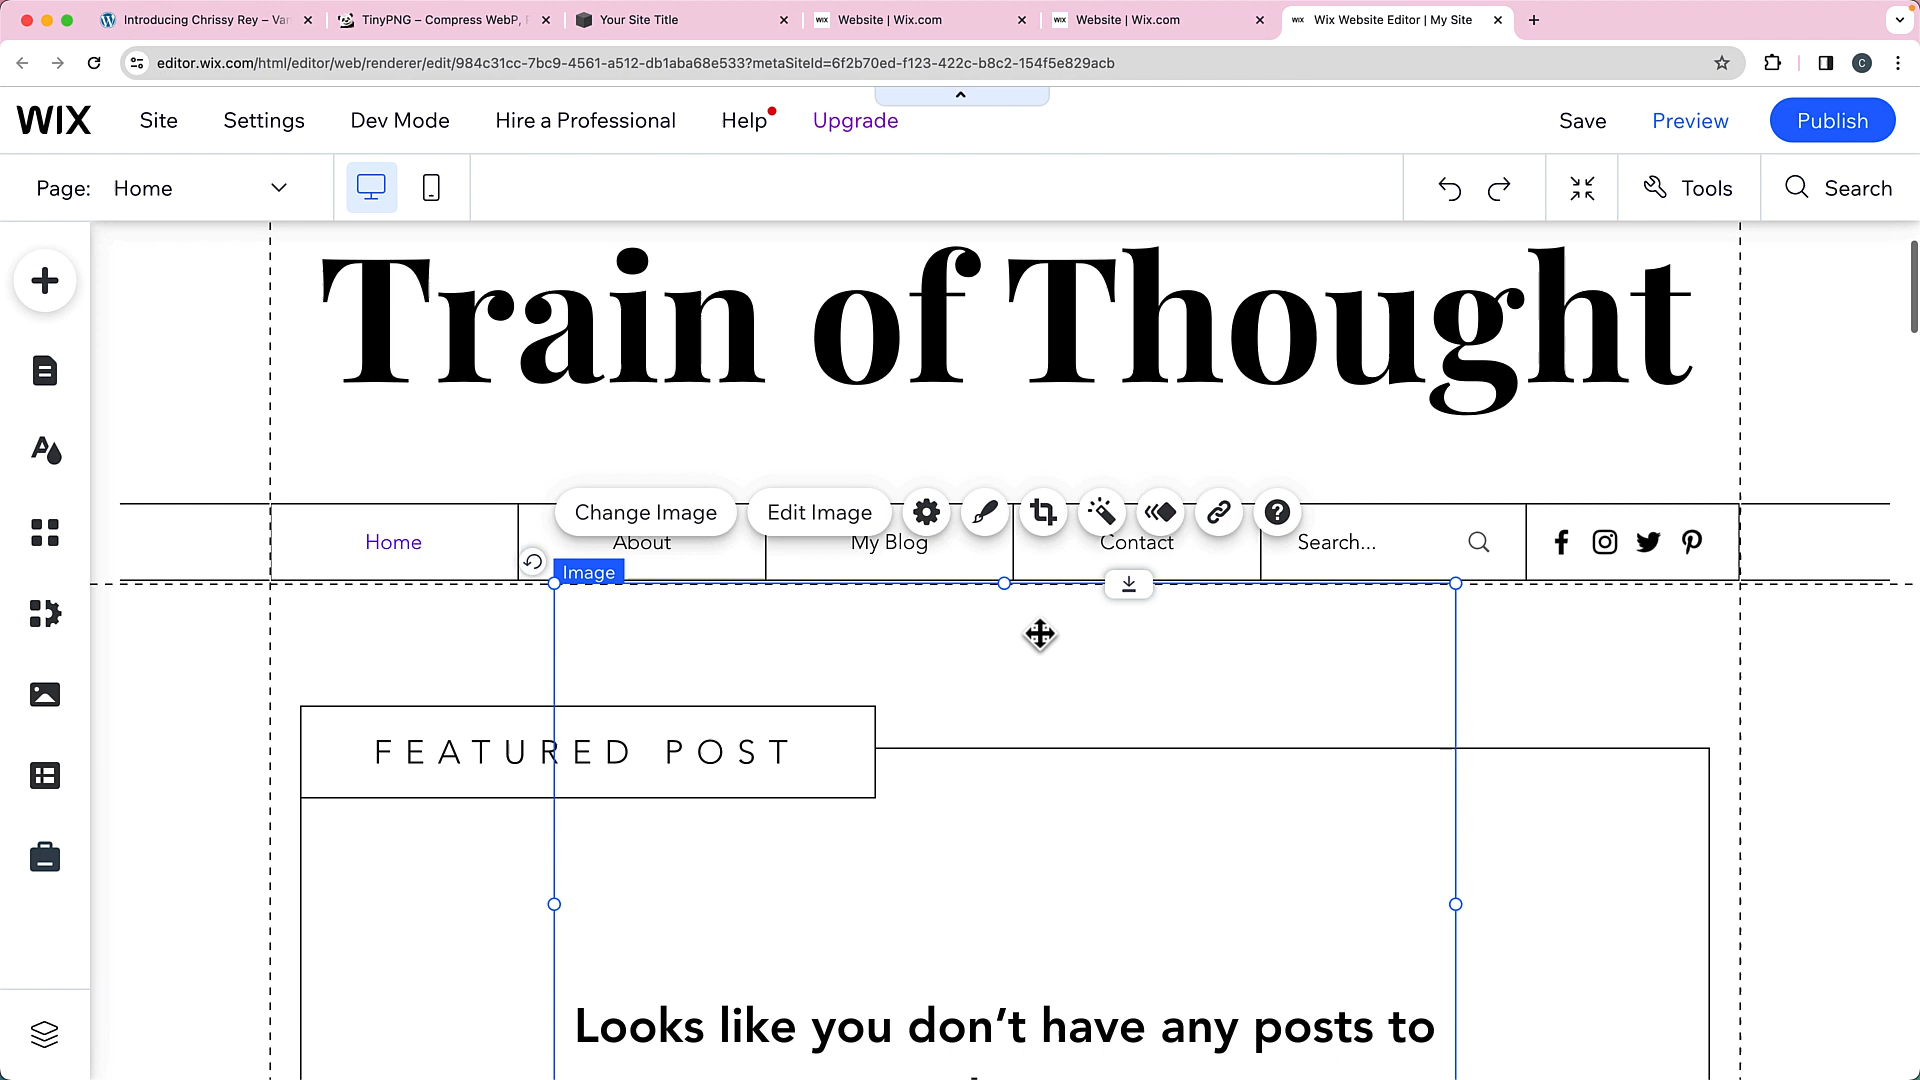 Introducing Chrissy Rey – Var
TinyPNG – Compress WebP,
Your Site Title
WIX Website | Wix.com
WIX Website | Wix.com
WIX Wix Website Editor | My Site
editor.wix.com/html/editor/web/renderer/edit/984c31cc-7bc9-4561-a512-db1aba68e533?metaSiteId=6f2b70ed-f123-422c-b8c2-154f5e829acb
C
WIX Site Settings Dev Mode Hire a Professional Help Upgrade Save Preview Publish
Page: Home Tools Search
Train of Thought
Change Image Edit Image
Home About My Blog Contact Search...
Image
FEATURED POST
Looks like you don’t have any posts to